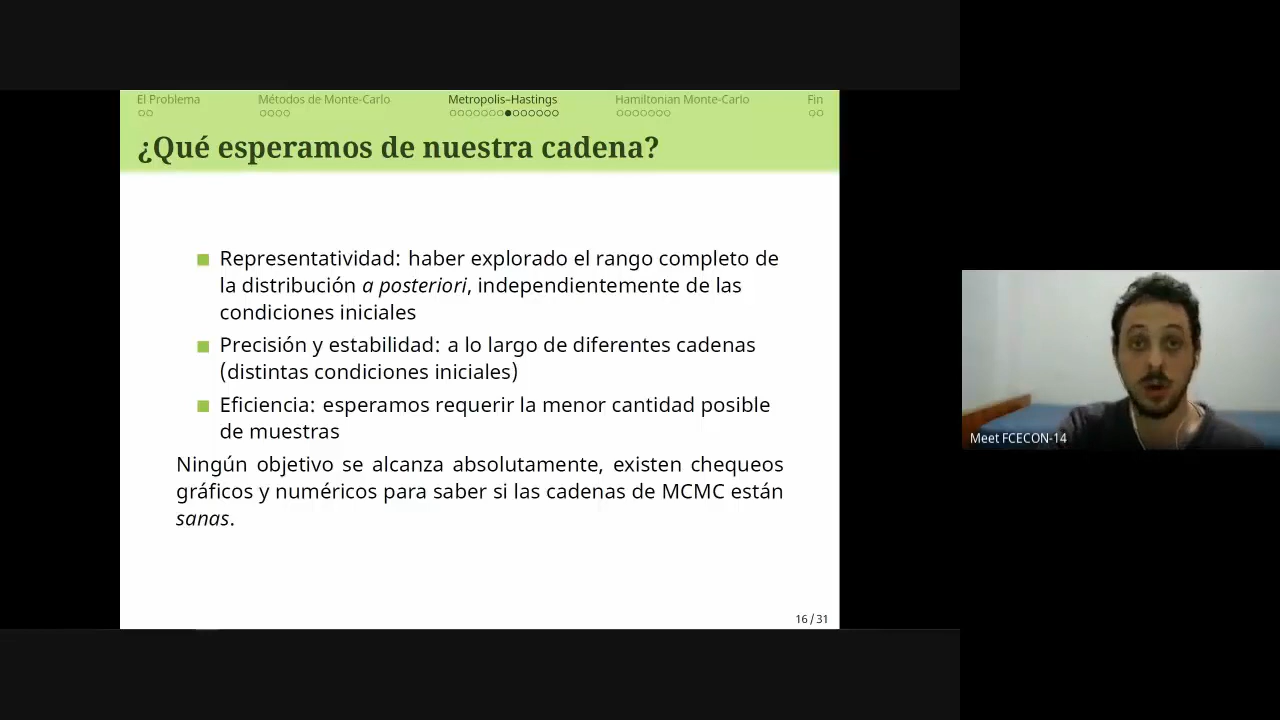 El Problema Métodos de Monte-Carlo Metropolis–Hastings Hamiltonian Monte-Carlo Fin
¿Qué esperamos de nuestra cadena?
Representatividad: haber explorado el rango completo de
la distribución a posteriori, independientemente de las
condiciones iniciales
Precisión y estabilidad: a lo largo de diferentes cadenas
(distintas condiciones iniciales)
Eficiencia: esperamos requerir la menor cantidad posible
de muestras
Ningún objetivo se alcanza absolutamente, existen chequeos
gráficos y numéricos para saber si las cadenas de MCMC están
sanas.
16 / 31
Meet FCECON-14